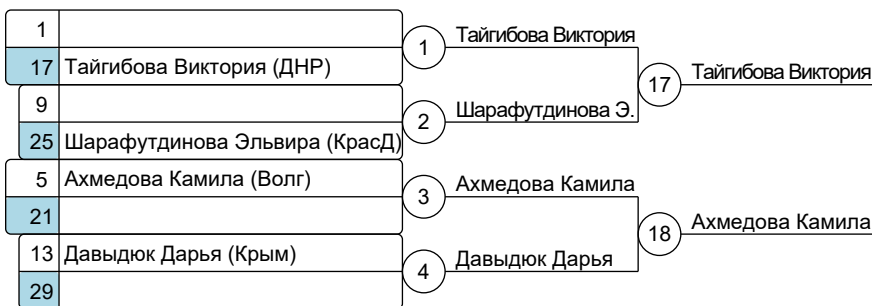 1
17 Тайгибова Виктория (ДНР)
9
25 Шарафутдинова Эльвира (КрасД)
5 Ахмедова Камила (Волг)
21
13 Давыдюк Дарья (Крым)
29
1 Тайгибова Виктория
2 Шарафутдинова Э.
3 Ахмедова Камила
4 Давыдюк Дарья
17 Тайгибова Виктория
18 Ахмедова Камила